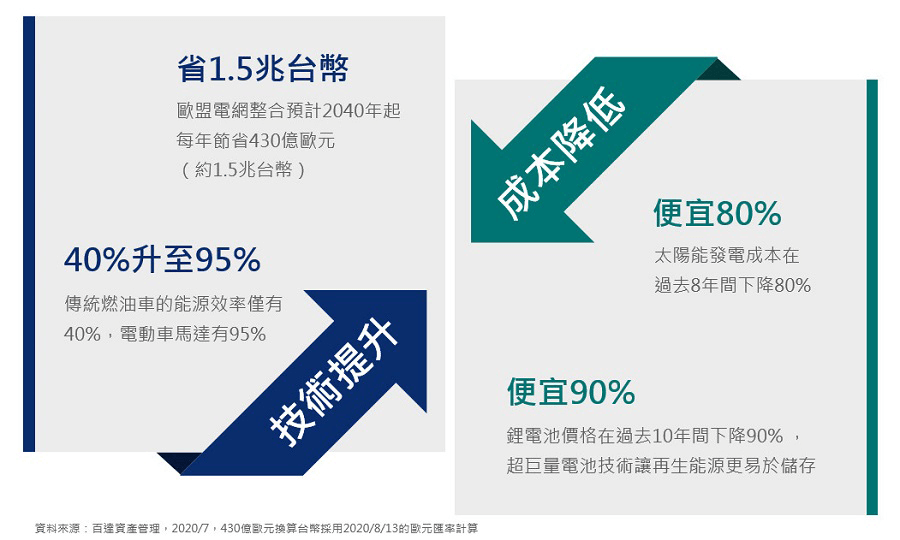 省1.5兆台幣
歐盟電網整合預計2040年起
每年節省430億歐元
（約1.5兆台幣）
40%升至95%
傳統燃油車的能源效率僅有
40%，電動車馬達有95%
技術提升
成本降低
便宜80%
太陽能發電成本在
過去8年間下降80%
便宜90%
鋰電池價格在過去10年間下降90%，
超巨量電池技術讓再生能源更易於儲存
資料來源：百達資產管理，2020/7，430億歐元換算台幣採用2020/8/13的歐元匯率計算